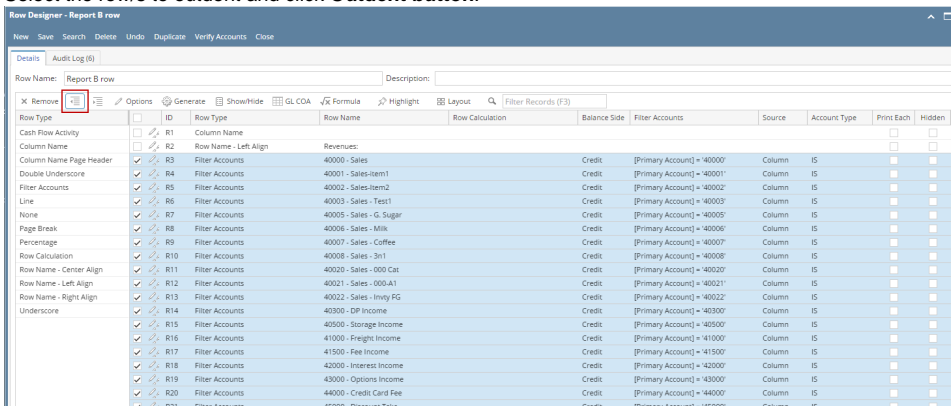 Select the row/s to outdent and click Outdent button.
Row Designer - Report B row
New Save Search Delete Undo Duplicate Verify Accounts Close
Details Audit Log (6)
Row Name: Report B row Description:
Remove Options Generate Show/Hide GL COA Formula Highlight Layout Filter Records (F3)
Row Type ID Row Type Row Name Row Calculation Balance Side Filter Accounts Source Account Type Print Each Hidden
Cash Flow Activity R1 Column Name
Column Name R2 Row Name - Left Align Revenues:
Column Name Page Header R3 Filter Accounts 40000 - Sales Credit [Primary Account] = '40000' Column IS
Double Underscore R4 Filter Accounts 40001 - Sales-Item1 Credit [Primary Account] = '40001' Column IS
Filter Accounts R5 Filter Accounts 40002 - Sales-Item2 Credit [Primary Account] = '40002' Column IS
Line R6 Filter Accounts 40003 - Sales - Test1 Credit [Primary Account] = '40003' Column IS
None R7 Filter Accounts 40005 - Sales - G. Sugar Credit [Primary Account] = '40005' Column IS
Page Break R8 Filter Accounts 40006 - Sales - Milk Credit [Primary Account] = '40006' Column IS
Percentage R9 Filter Accounts 40007 - Sales - Coffee Credit [Primary Account] = '40007' Column IS
Row Calculation R10 Filter Accounts 40008 - Sales - 3n1 Credit [Primary Account] = '40008' Column IS
Row Name - Center Align R11 Filter Accounts 40020 - Sales - 000 Cat Credit [Primary Account] = '40020' Column IS
Row Name - Left Align R12 Filter Accounts 40021 - Sales - 000-A1 Credit [Primary Account] = '40021' Column IS
Row Name - Right Align R13 Filter Accounts 40022 - Sales - Invty FG Credit [Primary Account] = '40022' Column IS
Underscore R14 Filter Accounts 40300 - DP Income Credit [Primary Account] = '40300' Column IS
R15 Filter Accounts 40500 - Storage Income Credit [Primary Account] = '40500' Column IS
R16 Filter Accounts 41000 - Freight Income Credit [Primary Account] = '41000' Column IS
R17 Filter Accounts 41500 - Fee Income Credit [Primary Account] = '41500' Column IS
R18 Filter Accounts 42000 - Interest Income Credit [Primary Account] = '42000' Column IS
R19 Filter Accounts 43000 - Options Income Credit [Primary Account] = '43000' Column IS
R20 Filter Accounts 44000 - Credit Card Fee Credit [Primary Account] = '44000' Column IS